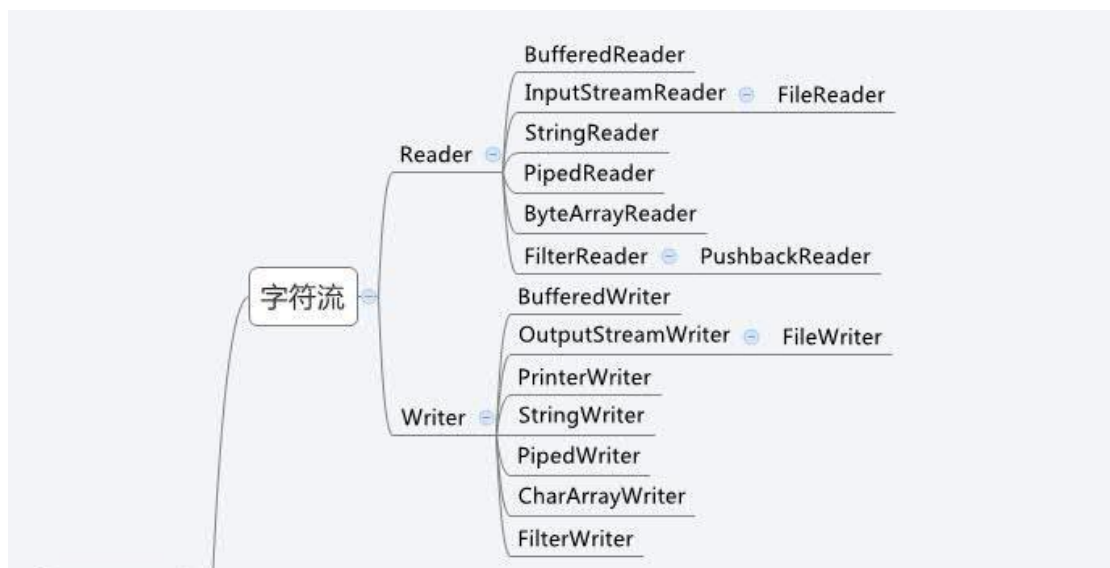 BufferedReader
InputStreamReader FileReader
StringReader
Reader
PipedReader
ByteArrayReader
FilterReader PushbackReader
字符流
BufferedWriter
OutputStreamWriter FileWriter
PrinterWriter
Writer
StringWriter
PipedWriter
CharArrayWriter
FilterWriter